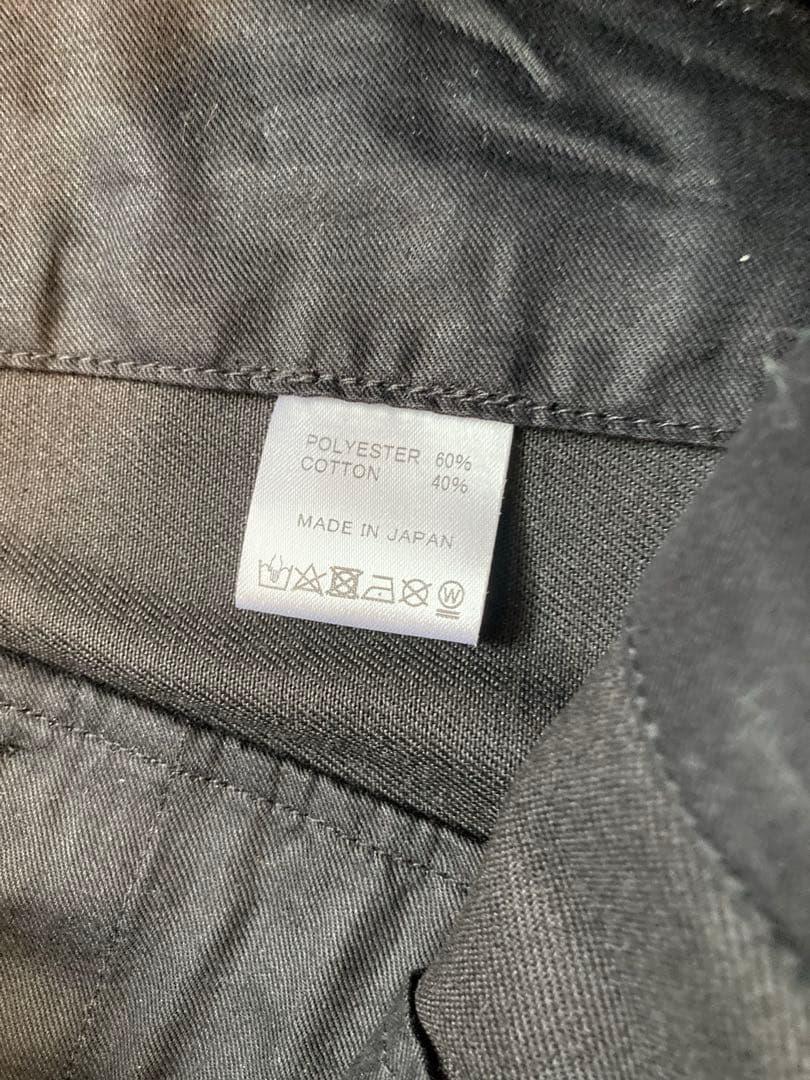 POLYESTER 60%
COTTON 40%
MADE IN JAPAN
W